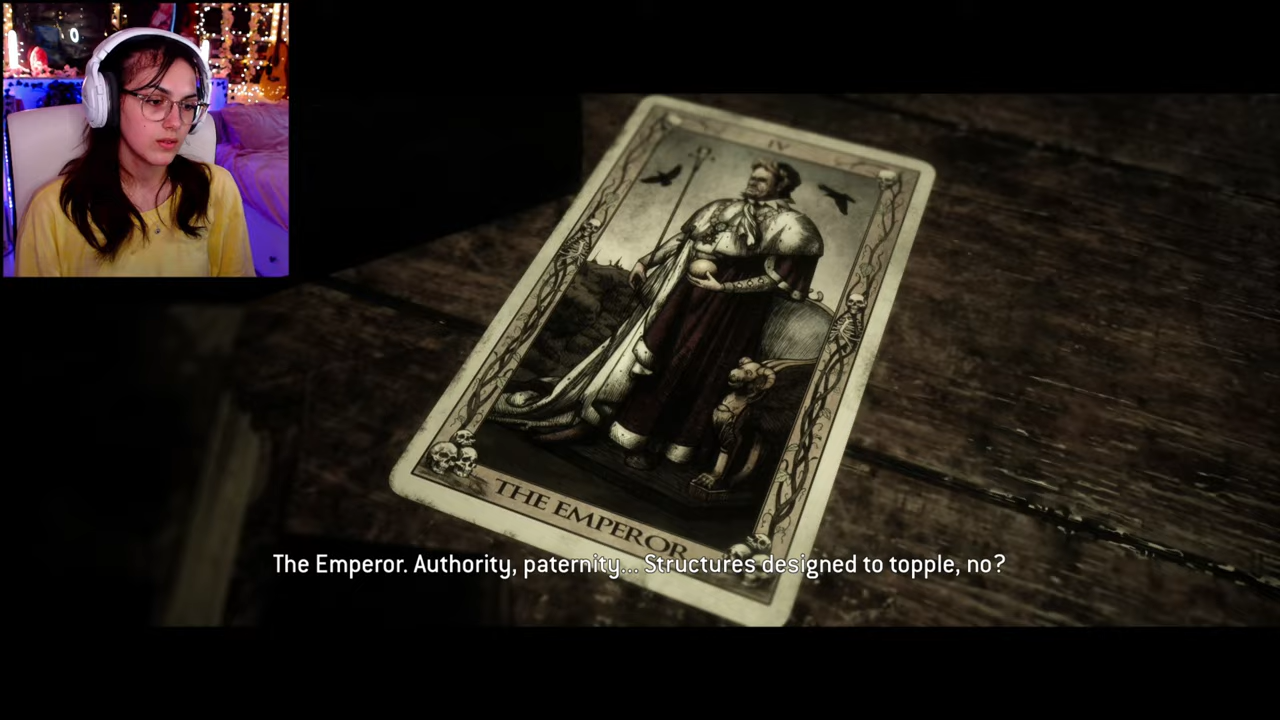 IV
THE EMPEROR
The Emperor. Authority, paternity... Structures designed to topple, no?